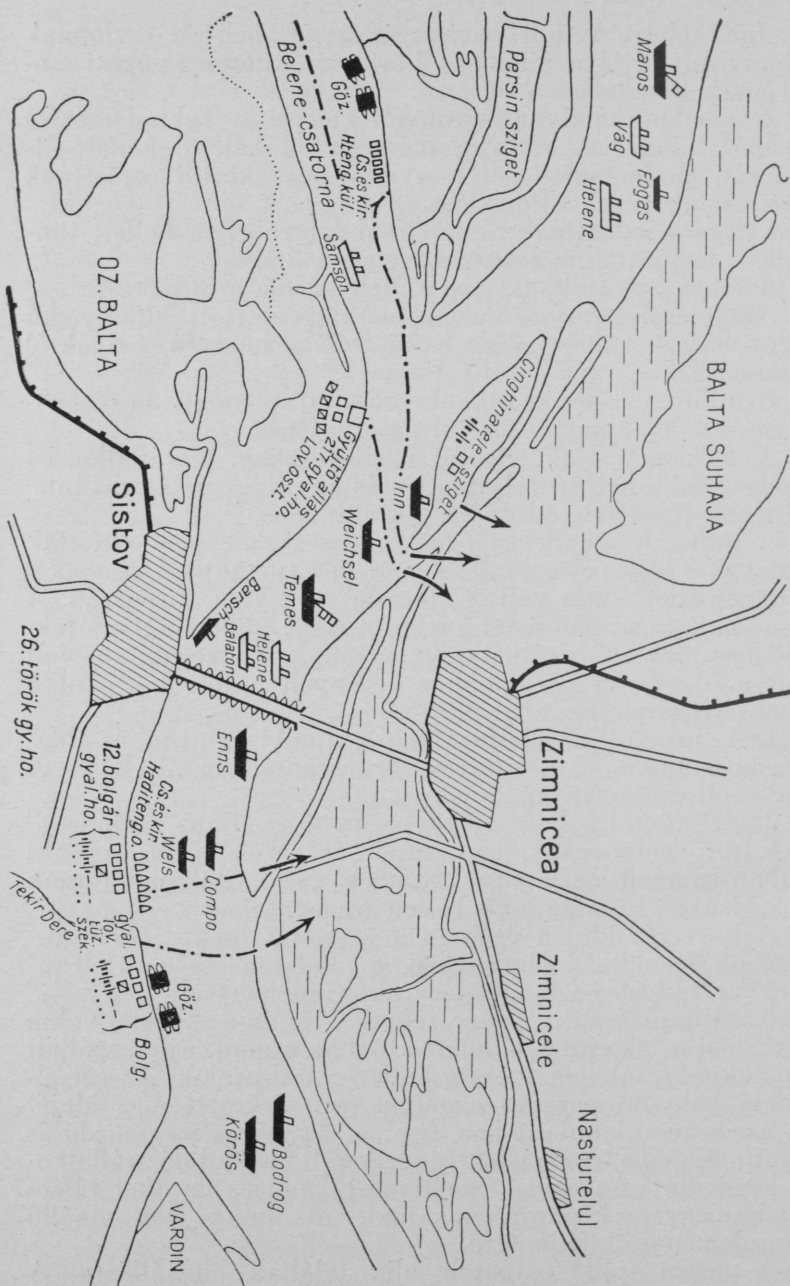 Maros
Vág
Fogas
Helene
Persin sziget
BALTA SUHAJA
Göz.
Cs. és kir.
Hteng. kül.
Belene-csatorna
Samson
Cinghinatele-sziget
OZ BALTA
Gyűjtő állás
217. gyal. ho.
Lov. oszt.
Inn
Weichsel
Sistov
Temes
Barsch
Helene
Balaton
Enns
Zimnicea
26. török gy. ho.
12. bolgár
gyal. ho.
Cs. és kir.
Haditeng. o.
Wels
Compo
Tekir Dere
gyal.
lov.
tüz.
szek.
Göz.
Bolg.
Zimnicele
Nasturelul
Bodrog
Körös
VARDIN